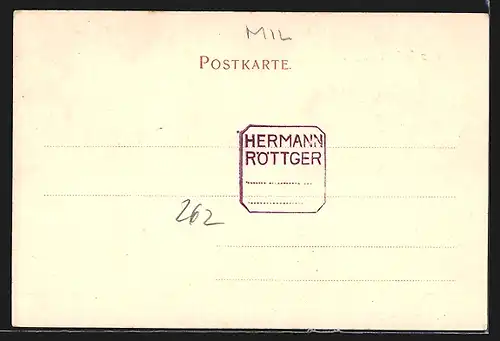 MIL
POSTKARTE.
HERMANN
RÖTTGER
262